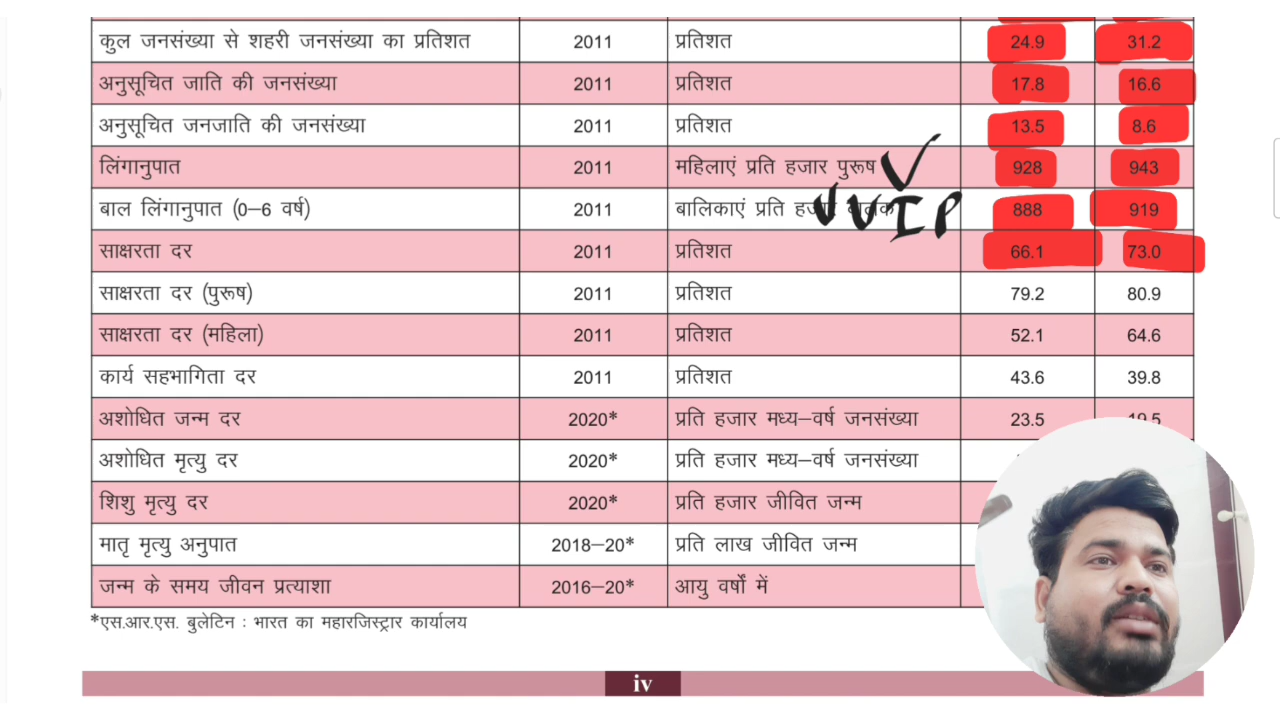 कुल जनसंख्या से शहरी जनसंख्या का प्रतिशत 2011 प्रतिशत 24.9 31.2
अनुसूचित जाति की जनसंख्या 2011 प्रतिशत 17.8 16.6
अनुसूचित जनजाति की जनसंख्या 2011 प्रतिशत 13.5 8.6
लिंगानुपात 2011 महिलाएं प्रति हजार पुरूष 928 943
बाल लिंगानुपात (0–6 वर्ष) 2011 बालिकाएं प्रति VVIP 888 919
साक्षरता दर 2011 प्रतिशत 66.1 73.0
साक्षरता दर (पुरूष) 2011 प्रतिशत 79.2 80.9
साक्षरता दर (महिला) 2011 प्रतिशत 52.1 64.6
कार्य सहभागिता दर 2011 प्रतिशत 43.6 39.8
अशोधित जन्म दर 2020* प्रति हजार मध्य–वर्ष जनसंख्या 23.5
अशोधित मृत्यु दर 2020* प्रति हजार मध्य–वर्ष जनसंख्या
शिशु मृत्यु दर 2020* प्रति हजार जीवित जन्म
मातृ मृत्यु अनुपात 2018–20* प्रति लाख जीवित जन्म
जन्म के समय जीवन प्रत्याशा 2016–20* आयु वर्षों में
*एस.आर.एस. बुलेटिन : भारत का महारजिस्ट्रार कार्यालय
iv